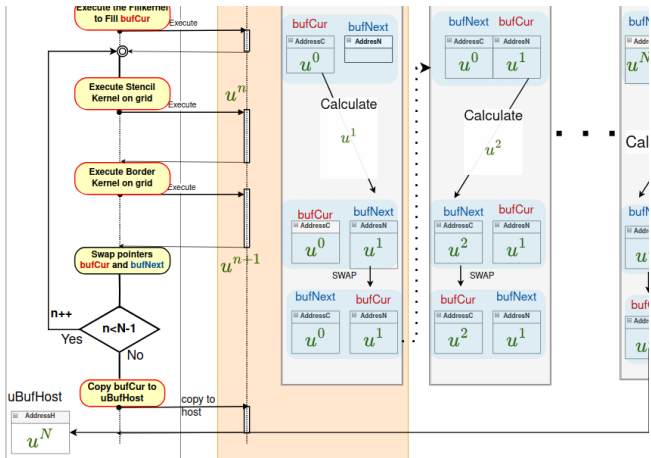 Execute the Fillkernel
to Fill bufCur
Execute
Execute Stencil
Kernel on grid
Execute
Execute Border
Kernel on grid
Execute
Swap pointers
bufCur and bufNext
n++
Yes
n<N-1
No
Copy bufCur to
uBufHost
copy to
host
uBufHost
AddressH
u^N
u^n
u^{n+1}
bufCur
bufNext
AddressC
AddresN
u^0
Calculate
u^1
bufCur
bufNext
AddressC
AddresN
u^0
u^1
SWAP
bufNext
bufCur
AddressC
AddresN
u^0
u^1
bufNext
bufCur
AddressC
AddresN
u^0
u^1
Calculate
u^2
bufNext
bufCur
AddressC
AddresN
u^2
u^1
SWAP
bufCur
bufNext
AddressC
AddresN
u^2
u^1